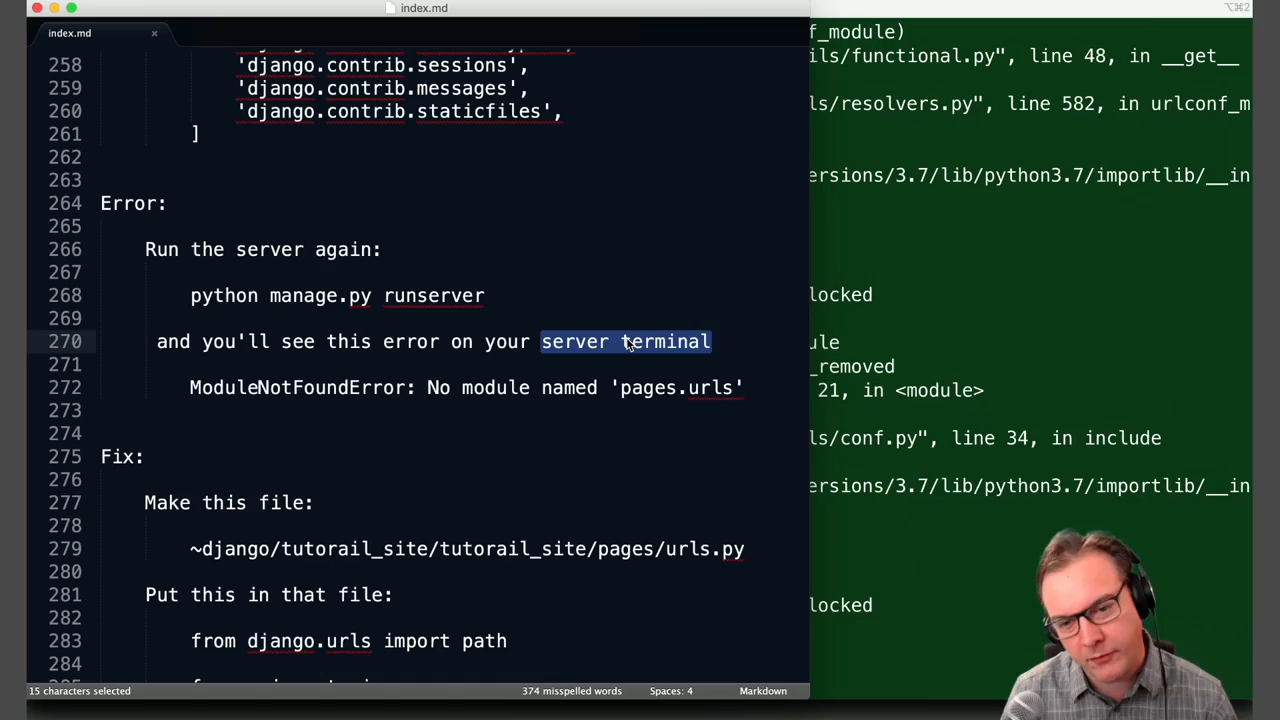 index.md
⌥⌘2
index.md ×
258 'django.contrib.sessions',
259 'django.contrib.messages',
260 'django.contrib.staticfiles',
261 ]
262
263
264 Error:
265
266 Run the server again:
267
268 python manage.py runserver
269
270 and you'll see this error on your server terminal
271
272 ModuleNotFoundError: No module named 'pages.urls'
273
274
275 Fix:
276
277 Make this file:
278
279 ~django/tutorail_site/tutorail_site/pages/urls.py
280
281 Put this in that file:
282
283 from django.urls import path
284
15 characters selected
374 misspelled words
Spaces: 4
Markdown
f_module)
ils/functional.py", line 48, in __get__
ls/resolvers.py", line 582, in urlconf_m
ersions/3.7/lib/python3.7/importlib/__in
locked
ule
_removed
21, in <module>
ls/conf.py", line 34, in include
ersions/3.7/lib/python3.7/importlib/__in
locked